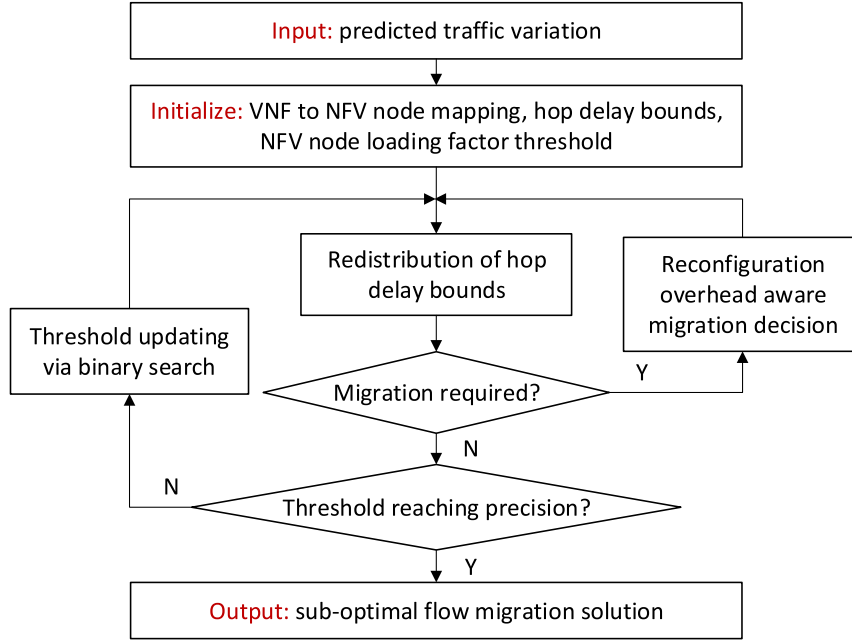 Input: predicted traffic variation
Initialize: VNF to NFV node mapping, hop delay bounds,
NFV node loading factor threshold
Redistribution of hop
delay bounds
Reconfiguration
overhead aware
migration decision
Threshold updating
via binary search
Migration required?
Y
N
Threshold reaching precision?
N
Y
Output: sub-optimal flow migration solution